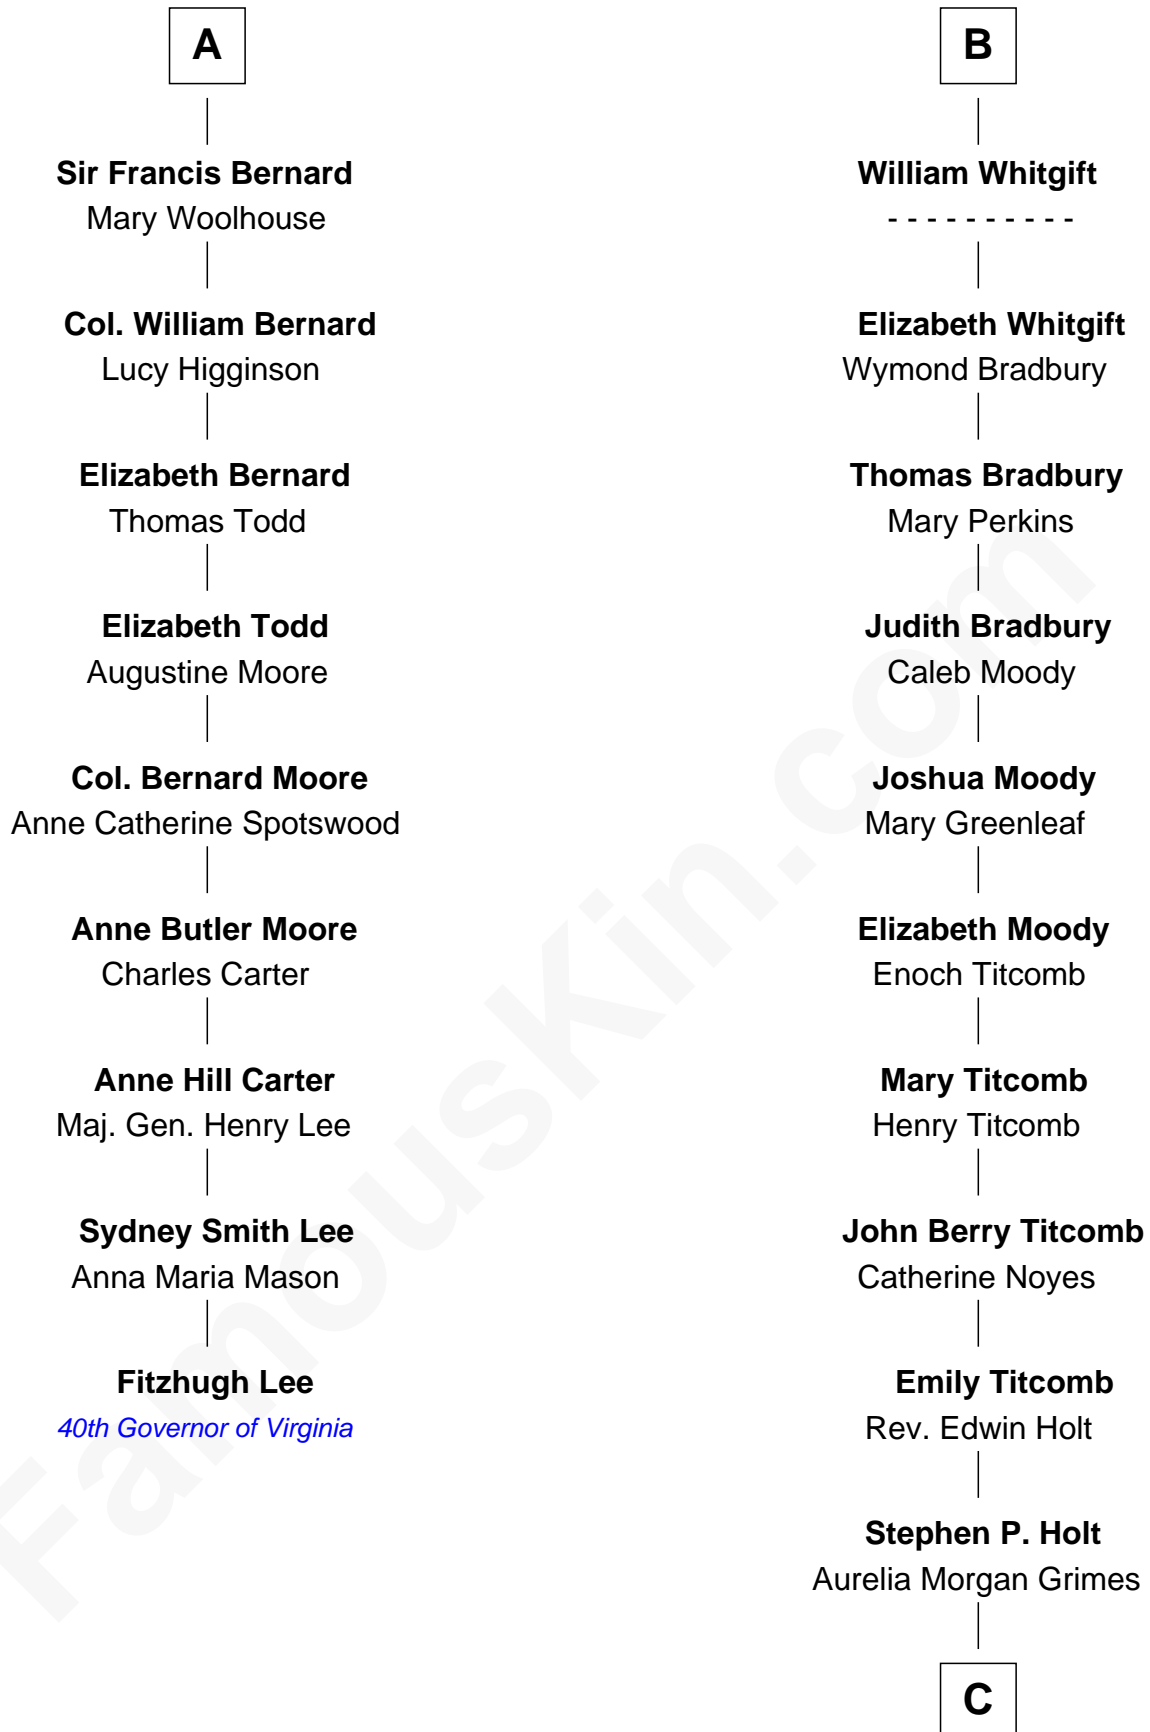 A
Sir Francis Bernard
Mary Woolhouse
Col. William Bernard
Lucy Higginson
Elizabeth Bernard
Thomas Todd
Elizabeth Todd
Augustine Moore
Col. Bernard Moore
Anne Catherine Spotswood
Anne Butler Moore
Charles Carter
Anne Hill Carter
Maj. Gen. Henry Lee
Sydney Smith Lee
Anna Maria Mason
Fitzhugh Lee
40th Governor of Virginia
B
William Whitgift
- - - - - - - - - -
Elizabeth Whitgift
Wymond Bradbury
Thomas Bradbury
Mary Perkins
Judith Bradbury
Caleb Moody
Joshua Moody
Mary Greenleaf
Elizabeth Moody
Enoch Titcomb
Mary Titcomb
Henry Titcomb
John Berry Titcomb
Catherine Noyes
Emily Titcomb
Rev. Edwin Holt
Stephen P. Holt
Aurelia Morgan Grimes
C
FamousKin.com